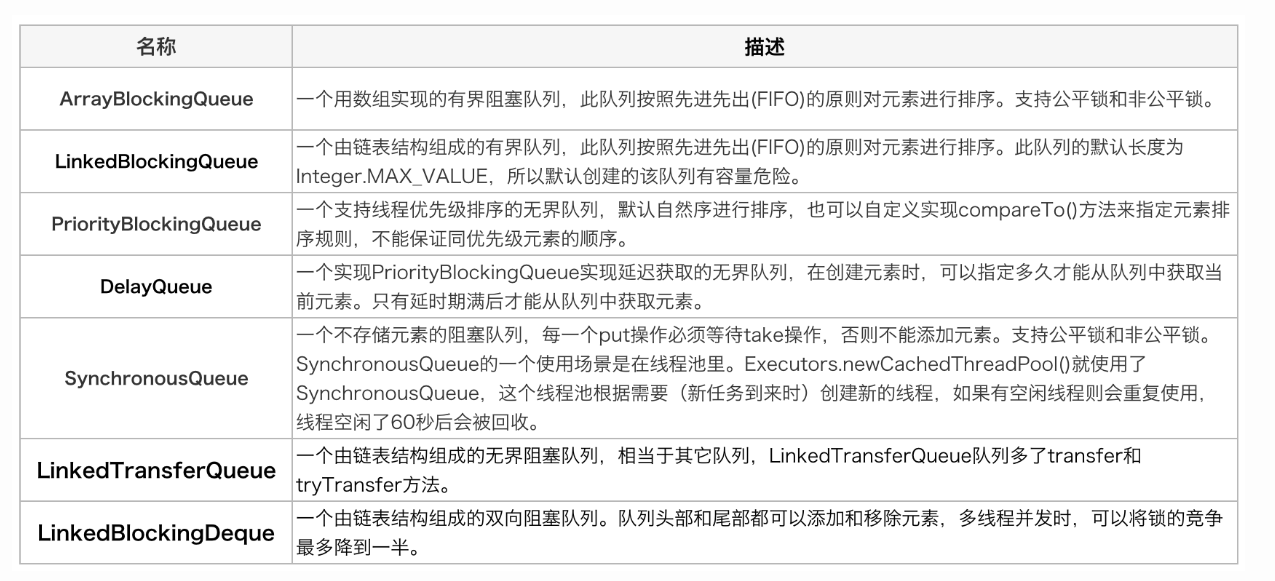 名称
描述
ArrayBlockingQueue
一个用数组实现的有界阻塞队列，此队列按照先进先出(FIFO)的原则对元素进行排序。支持公平锁和非公平锁。
LinkedBlockingQueue
一个由链表结构组成的有界队列，此队列按照先进先出(FIFO)的原则对元素进行排序。此队列的默认长度为
Integer.MAX_VALUE，所以默认创建的该队列有容量危险。
PriorityBlockingQueue
一个支持线程优先级排序的无界队列，默认自然序进行排序，也可以自定义实现compareTo()方法来指定元素排
序规则，不能保证同优先级元素的顺序。
DelayQueue
一个实现PriorityBlockingQueue实现延迟获取的无界队列，在创建元素时，可以指定多久才能从队列中获取当
前元素。只有延时期满后才能从队列中获取元素。
SynchronousQueue
一个不存储元素的阻塞队列，每一个put操作必须等待take操作，否则不能添加元素。支持公平锁和非公平锁。
SynchronousQueue的一个使用场景是在线程池里。Executors.newCachedThreadPool()就使用了
SynchronousQueue，这个线程池根据需要（新任务到来时）创建新的线程，如果有空闲线程则会重复使用，
线程空闲了60秒后会被回收。
LinkedTransferQueue
一个由链表结构组成的无界阻塞队列，相当于其它队列，LinkedTransferQueue队列多了transfer和
tryTransfer方法。
LinkedBlockingDeque
一个由链表结构组成的双向阻塞队列。队列头部和尾部都可以添加和移除元素，多线程并发时，可以将锁的竞争
最多降到一半。